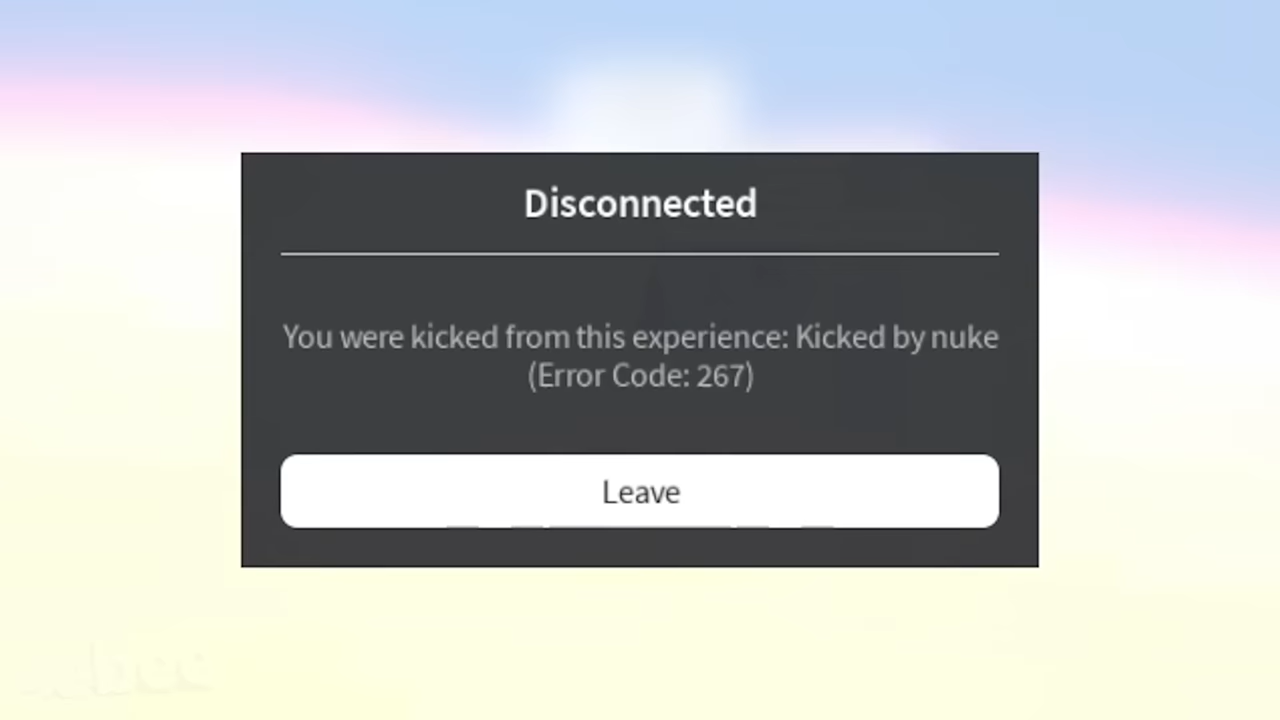 Disconnected
You were kicked from this experience: Kicked by nuke
(Error Code: 267)
Leave